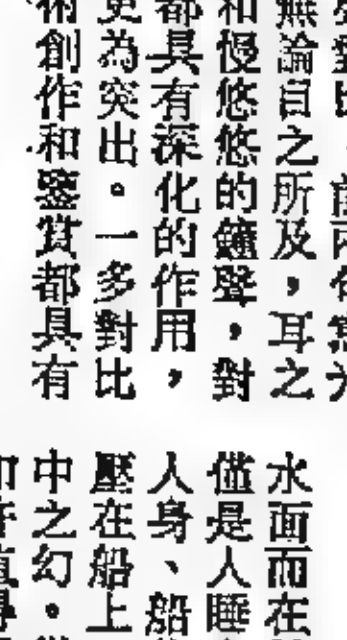 無論目之所及，耳之
和慢悠悠的鐘聲，對
都具有深化的作用，
更為突出。一多對比
術創作和鑒賞都具有
水面而在
僅是人睡
人身、船
壓在船上
中之幻。